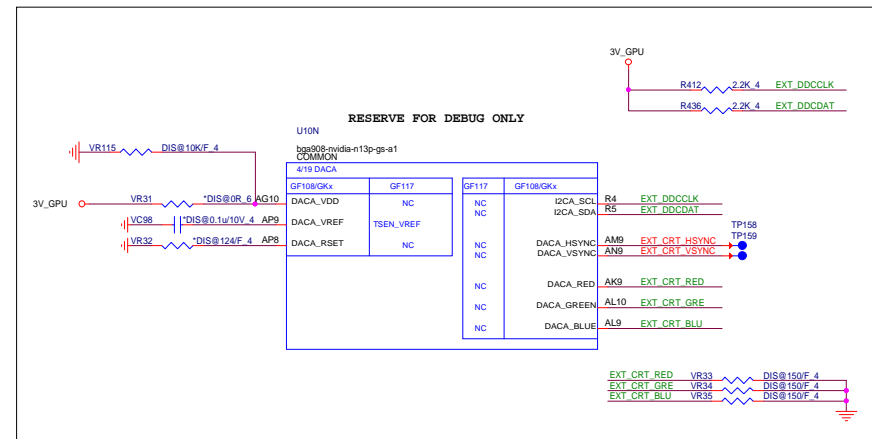 3V_GPU
R412 2.2K_4 EXT_DDCCLK
R436 2.2K_4 EXT_DDCDAT
RESERVE FOR DEBUG ONLY
U10N
bga908-nvidia-n13p-gs-a1
COMMON
VR115 DIS@10K/F_4
4/19 DACA
GF108/GKx GF117 GF117 GF108/GKx
3V_GPU VR31 *DIS@0R_6 AG10 DACA_VDD NC NC I2CA_SCL R4 EXT_DDCCLK
NC I2CA_SDA R5 EXT_DDCDAT
VC98 *DIS@0.1u/10V_4 AP9 DACA_VREF TSEN_VREF
TP158
TP159
VR32 *DIS@124/F_4 AP8 DACA_RSET NC NC DACA_HSYNC AM9 EXT_CRT_HSYNC
NC DACA_VSYNC AN9 EXT_CRT_VSYNC
NC DACA_RED AK9 EXT_CRT_RED
NC DACA_GREEN AL10 EXT_CRT_GRE
NC DACA_BLUE AL9 EXT_CRT_BLU
EXT_CRT_RED VR33 DIS@150/F_4
EXT_CRT_GRE VR34 DIS@150/F_4
EXT_CRT_BLU VR35 DIS@150/F_4